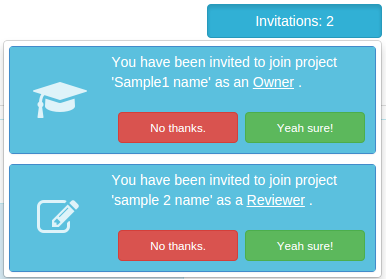 Invitations: 2
You have been invited to join project
'Sample1 name' as an Owner .
No thanks. Yeah sure!
You have been invited to join project
'sample 2 name' as a Reviewer .
No thanks. Yeah sure!